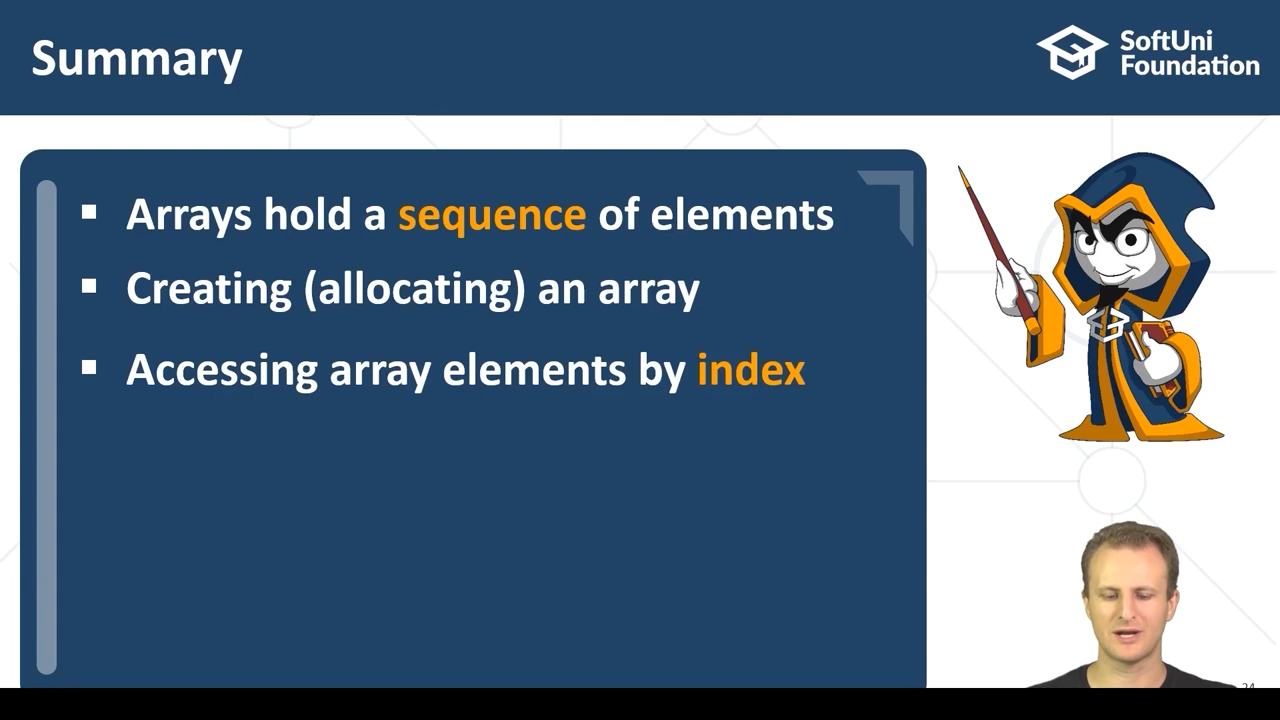 Summary
SoftUni
Foundation
▪ Arrays hold a sequence of elements
▪ Creating (allocating) an array
▪ Accessing array elements by index